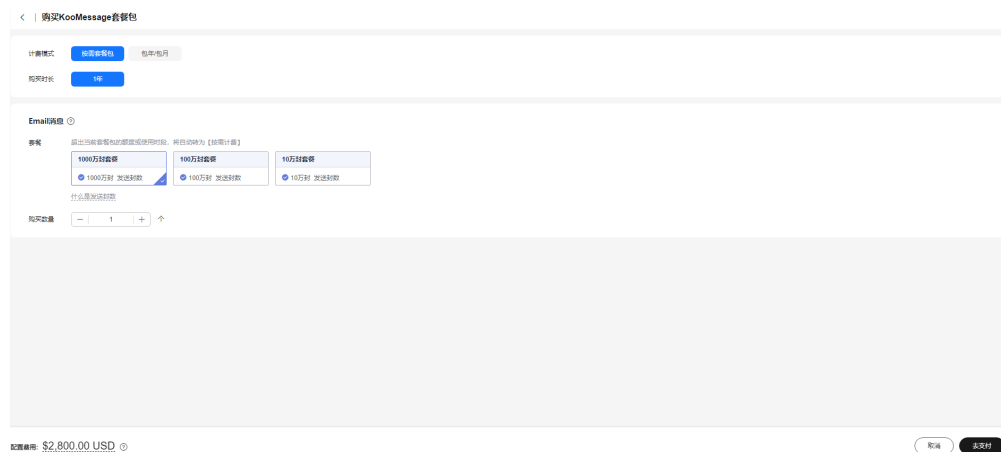 购买KooMessage套餐包
计费模式 按需套餐包 包年/包月
购买时长 1年
Email消息
套餐 超出当前套餐包的额度或使用时段，将自动转为【按需计费】
1000万封套餐 100万封套餐 10万封套餐
1000万封 发送封数 100万封 发送封数 10万封 发送封数
什么是发送封数
购买数量 － 1 ＋ 个
配置费用: $2,800.00 USD 取消 去支付